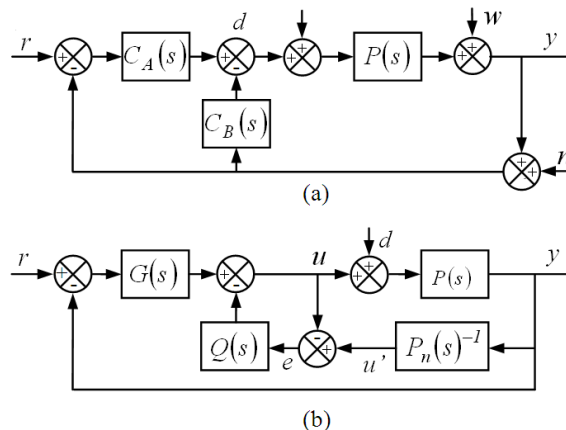 d
w
r
+
-
C_A(s)
+
-
+
+
P(s)
+
+
y
C_B(s)
+
+
n
(a)
r
+
-
G(s)
+
-
u
d
+
+
P(s)
y
Q(s)
e
-
+
u'
P_n(s)^{-1}
(b)